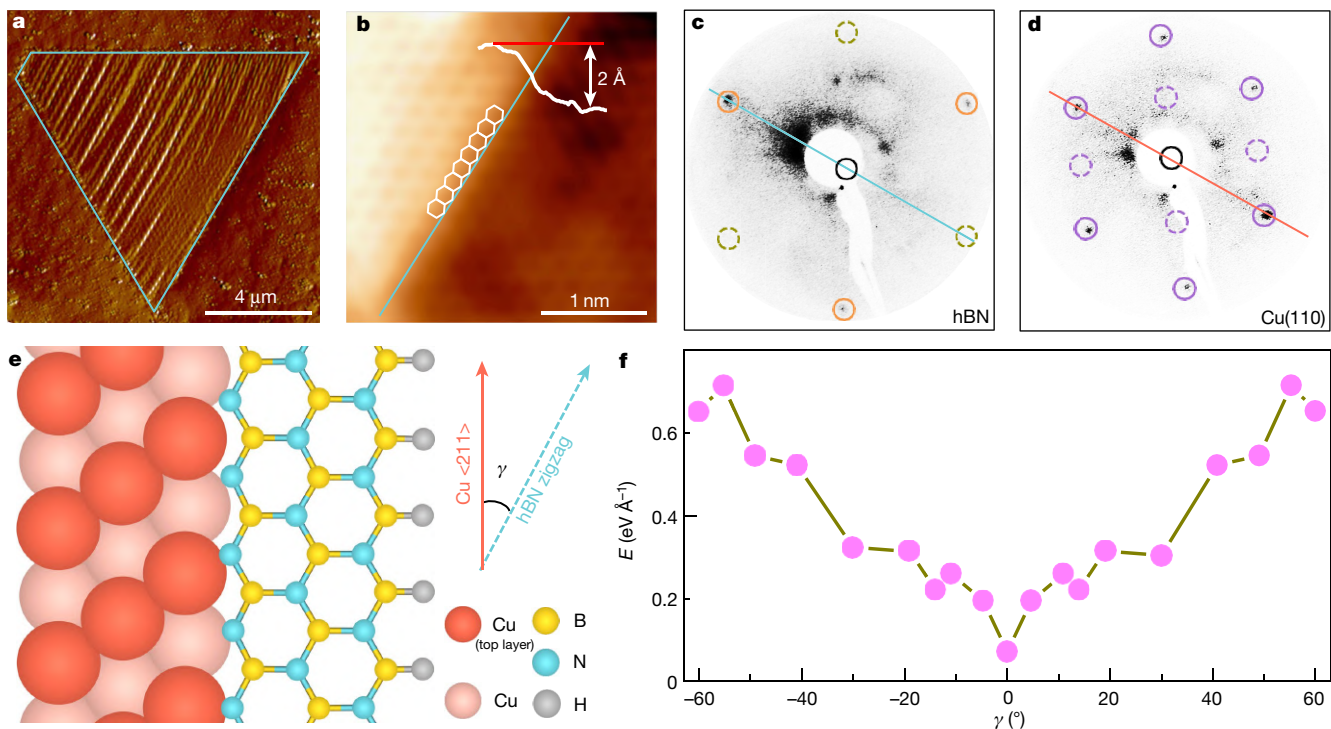 a
4 μm
b
2 Å
1 nm
c
hBN
d
Cu(110)
e
Cu <211>
γ
hBN zigzag
Cu
(top layer)
B
N
Cu
H
f
E (eV Å–1)
0.6
0.4
0.2
0
–60
–40
–20
0
20
40
60
γ (°)